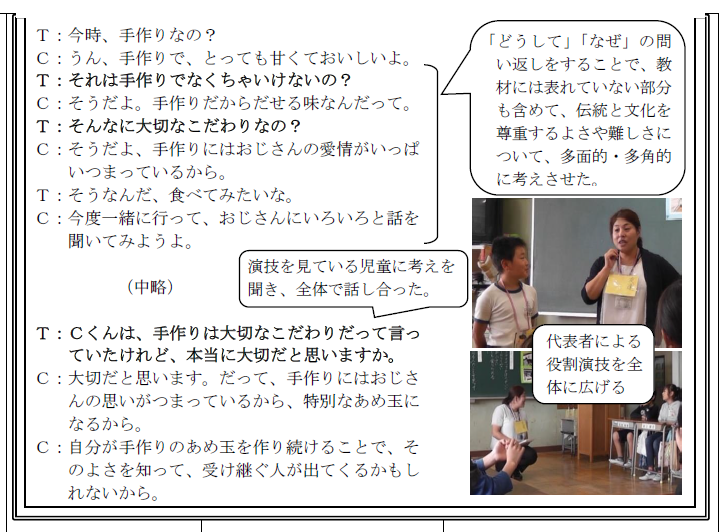 Ｔ：今時、手作りなの？
Ｃ：うん、手作りで、とっても甘くておいしいよ。
Ｔ：それは手作りでなくちゃいけないの？
Ｃ：そうだよ。手作りだからだせる味なんだって。
Ｔ：そんなに大切なこだわりなの？
Ｃ：そうだよ、手作りにはおじさんの愛情がいっぱ
いつまっているから。
Ｔ：そうなんだ、食べてみたいな。
Ｃ：今度一緒に行って、おじさんにいろいろと話を
聞いてみようよ。
「どうして」「なぜ」の問
い返しをすることで、教
材には表れていない部分
も含めて、伝統と文化を
尊重するよさや難しさに
ついて、多面的・多角的
に考えさせた。
演技を見ている児童に考えを
聞き、全体で話し合った。
（中略）
Ｔ：Ｃくんは、手作りは大切なこだわりだって言っ
ていたけれど、本当に大切だと思いますか。
Ｃ：大切だと思います。だって、手作りにはおじさ
んの思いがつまっているから、特別なあめ玉に
なるから。
Ｃ：自分が手作りのあめ玉を作り続けることで、そ
のよさを知って、受け継ぐ人が出てくるかもし
れないから。
代表者による
役割演技を全
体に広げる